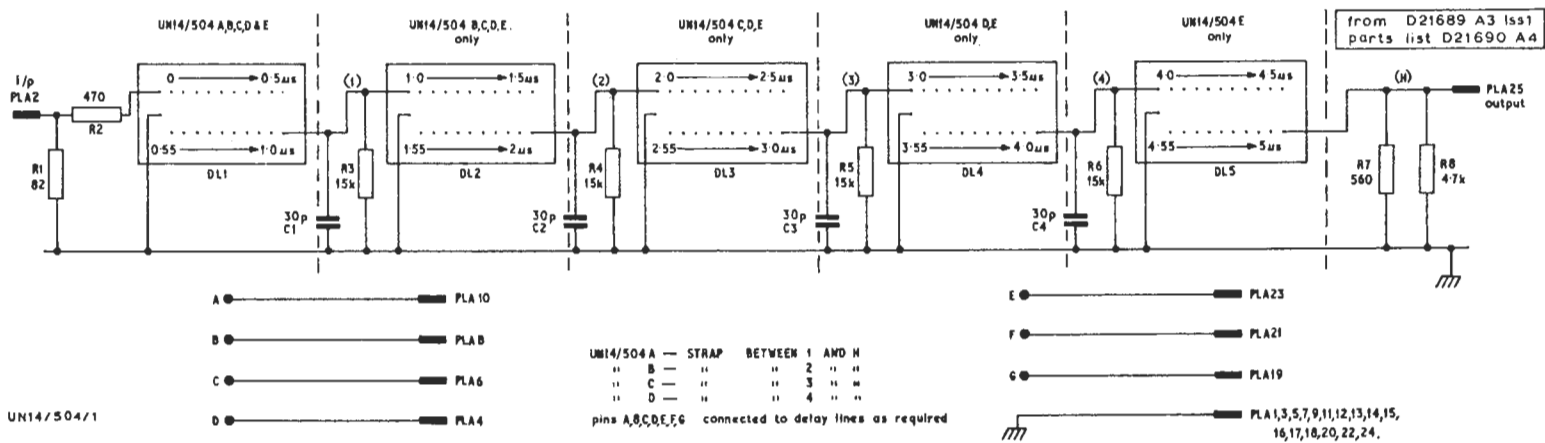 UN14/504 A,B,C,D & E
UN14/504 B,C,D,E.
only
UN14/504 C,D,E
only
UN14/504 D,E
only
UN14/504 E
only
from D21689 A3 Iss1
parts list D21690 A4
i/p
PLA2
470
R2
R1
82
0 0·5µs
0·55 1·0µs
DL1
30p
C1
(1)
R3
15k
1·0 1·5µs
1·55 2µs
DL2
30p
C2
(2)
R4
15k
2·0 2·5µs
2·55 3·0µs
DL3
30p
C3
(3)
R5
15k
3·0 3·5µs
3·55 4·0µs
DL4
30p
C4
(4)
R6
15k
4·0 4·5µs
4·55 5µs
DL5
(H)
R7
560
R8
4·7k
PLA25
output
A PLA10
B PLA8
C PLA6
D PLA4
UN14/504 A — STRAP BETWEEN 1 AND H
" B — " " 2 " "
" C — " " 3 " "
" D — " " 4 " "
pins A,B,C,D,E,F,G connected to delay lines as required
E PLA23
F PLA21
G PLA19
PLA 1,3,5,7,9,11,12,13,14,15,
16,17,18,20,22,24.
UN14/504/1